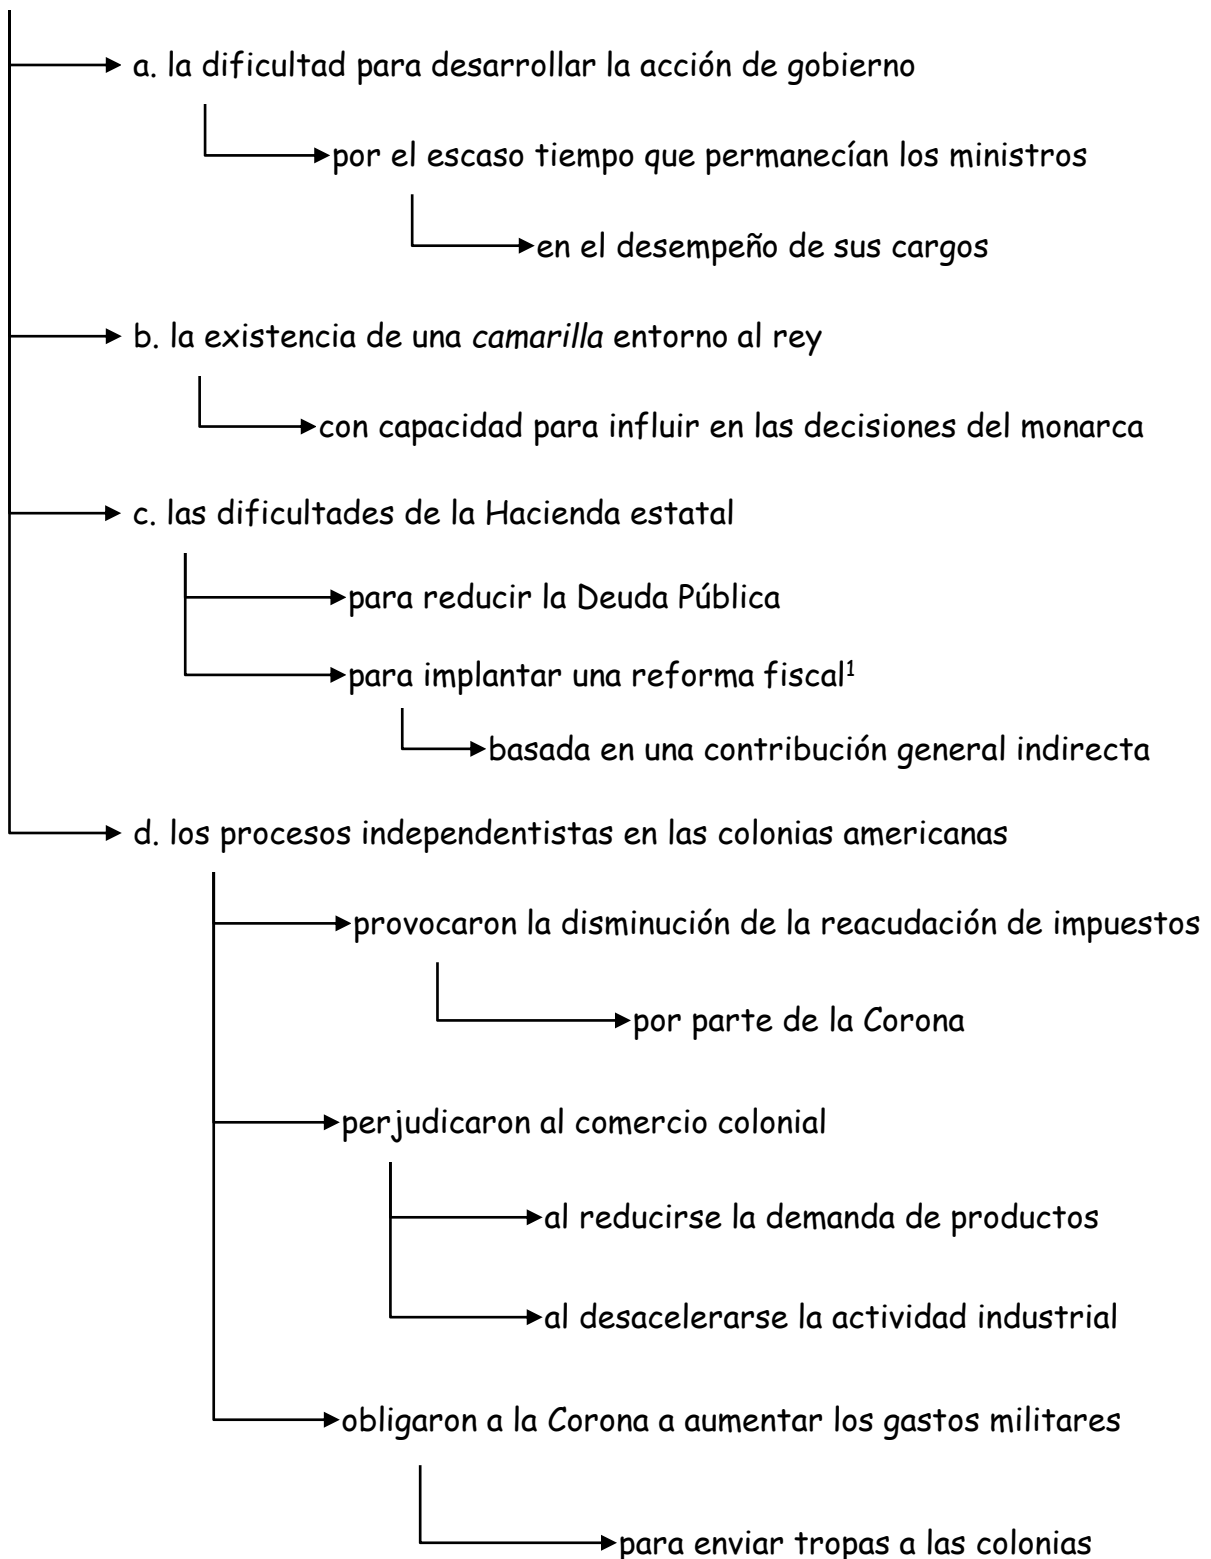 a. la dificultad para desarrollar la acción de gobierno
por el escaso tiempo que permanecían los ministros
en el desempeño de sus cargos
b. la existencia de una camarilla entorno al rey
con capacidad para influir en las decisiones del monarca
c. las dificultades de la Hacienda estatal
para reducir la Deuda Pública
para implantar una reforma fiscal¹
basada en una contribución general indirecta
d. los procesos independentistas en las colonias americanas
provocaron la disminución de la reacudación de impuestos
por parte de la Corona
perjudicaron al comercio colonial
al reducirse la demanda de productos
al desacelerarse la actividad industrial
obligaron a la Corona a aumentar los gastos militares
para enviar tropas a las colonias